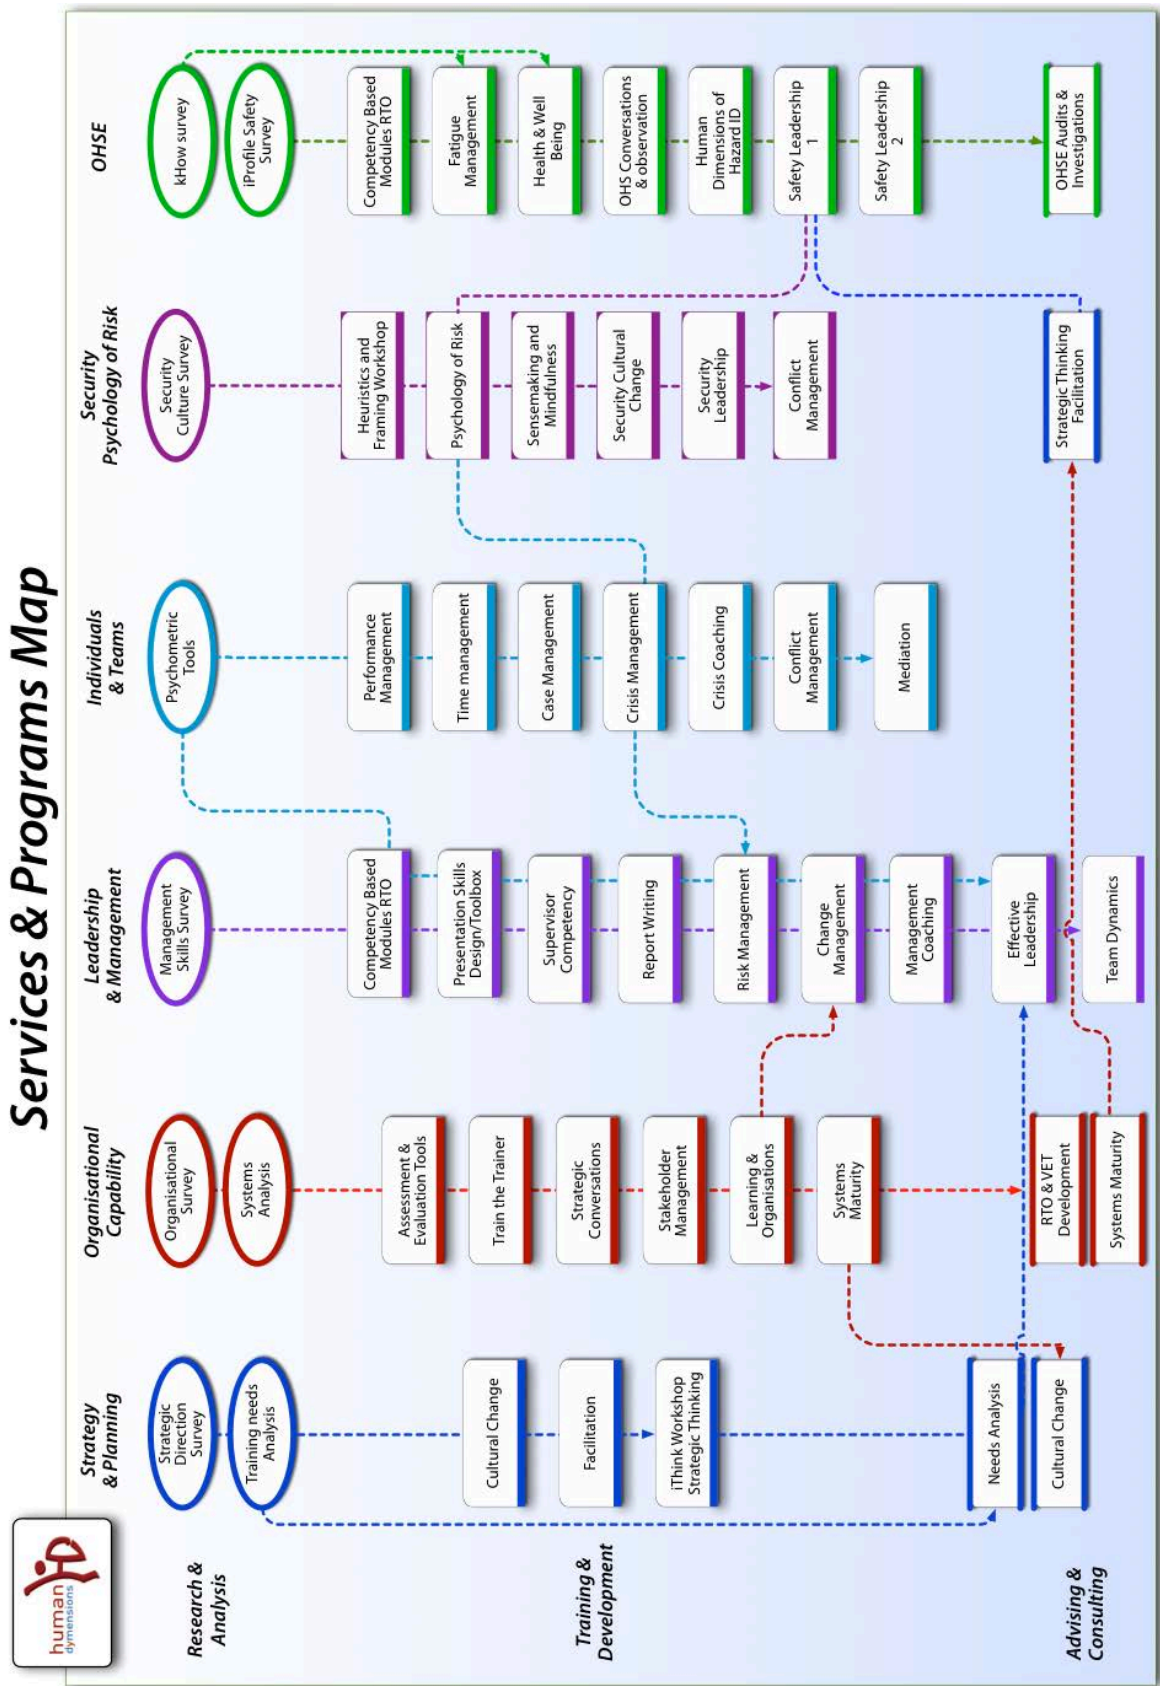 Services & Programs Map
human
dymensions
Strategy
& Planning
Organisational
Capability
Leadership
& Management
Individuals
& Teams
Security
Psychology of Risk
OHSE
Research &
Analysis
Strategic
Direction
Survey
Training needs
Analysis
Organisational
Survey
Systems
Analysis
Management
Skills Survey
Psychometric
Tools
Security
Culture Survey
kHow survey
iProfile Safety
Survey
Training &
Development
Cultural Change
Facilitation
iThink Workshop
Strategic Thinking
Assessment &
Evaluation Tools
Train the Trainer
Strategic
Conversations
Stakeholder
Management
Learning &
Organisations
Systems
Maturity
Competency Based
Modules RTO
Presentation Skills
Design/Toolbox
Supervisor
Competency
Report Writing
Risk Management
Change
Management
Management
Coaching
Effective
Leadership
Team Dynamics
Performance
Management
Time management
Case Management
Crisis Management
Crisis Coaching
Conflict
Management
Mediation
Heuristics and
Framing Workshop
Psychology of Risk
Sensemaking and
Mindfulness
Security Cultural
Change
Security
Leadership
Conflict
Management
Competency Based
Modules RTO
Fatigue
Management
Health & Well
Being
OHS Conversations
& observation
Human
Dimensions of
Hazard ID
Safety Leadership
1
Safety Leadership
2
Advising &
Consulting
Needs Analysis
Cultural Change
RTO & VET
Development
Systems Maturity
Strategic Thinking
Facilitation
OHSE Audits &
Investigations